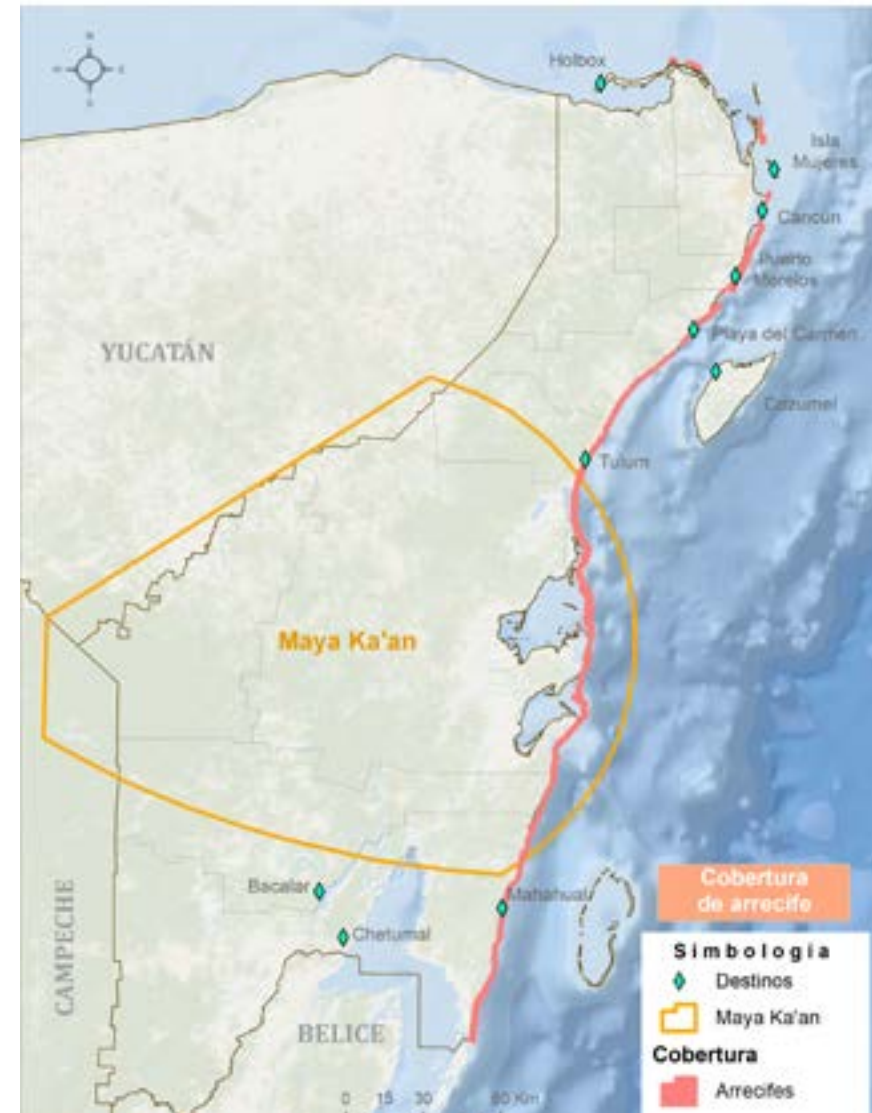 N
Holbox
Isla
Mujeres
Cancún
Puerto
Morelos
Playa del Carmen
YUCATÁN
Cozumel
Tulum
Maya Ka'an
Bacalar
Mahahual
Chetumal
CAMPECHE
BELICE
0 15 30 60 Km
Cobertura
de arrecife
Simbología
Destinos
Maya Ka'an
Cobertura
Arrecifes